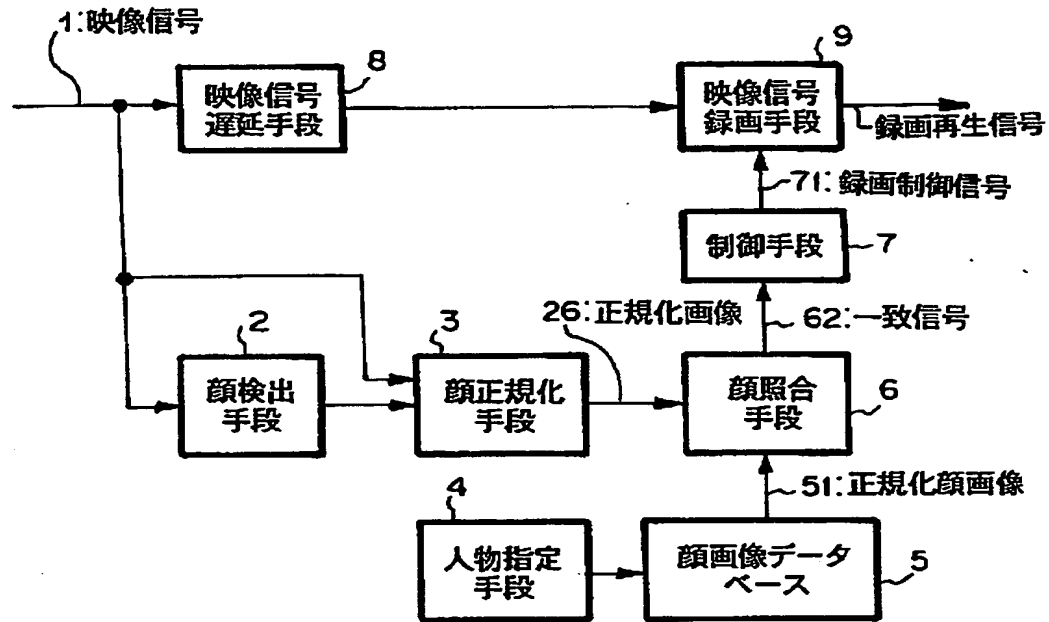 1:映像信号
8
映像信号
遅延手段
9
映像信号
録画手段
録画再生信号
71:録画制御信号
制御手段
7
62:一致信号
26:正規化画像
2
顔検出
手段
3
顔正規化
手段
顔照合
手段
6
51:正規化顔画像
4
人物指定
手段
顔画像データ
ベース
5